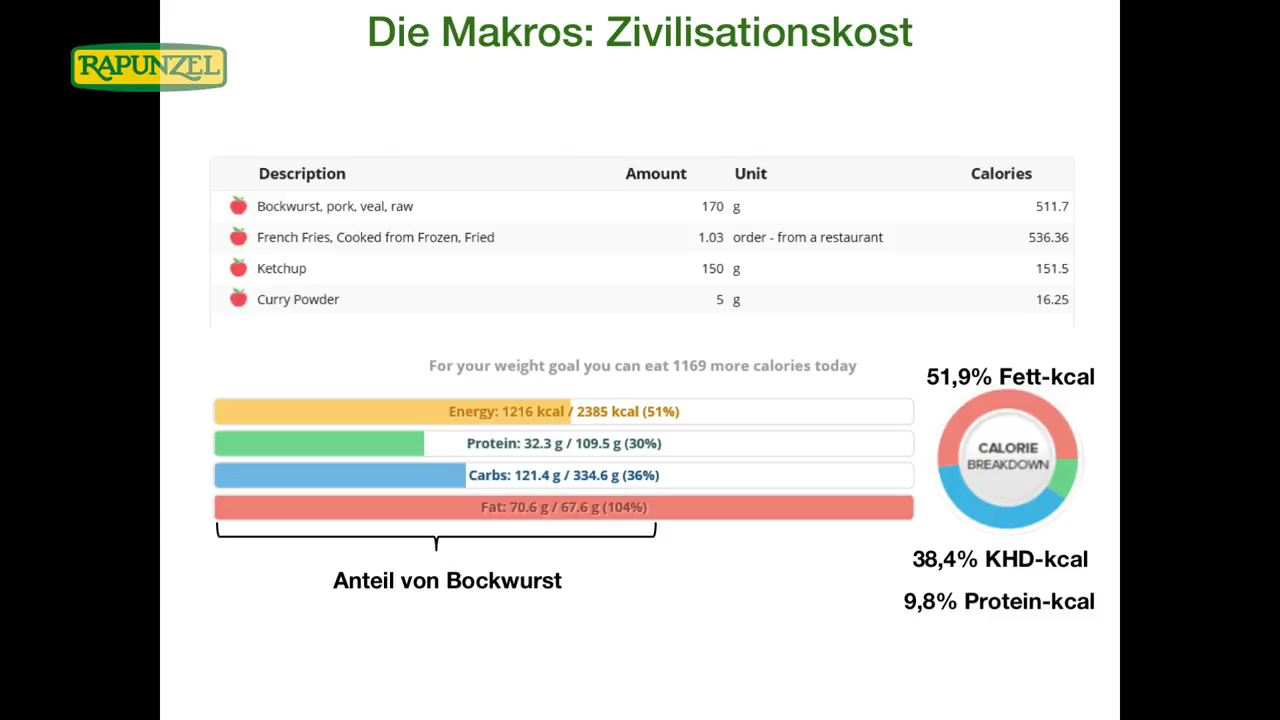 Die Makros: Zivilisationskost
RAPUNZEL
Description Amount Unit Calories
Bockwurst, pork, veal, raw 170 g 511.7
French Fries, Cooked from Frozen, Fried 1.03 order - from a restaurant 536.36
Ketchup 150 g 151.5
Curry Powder 5 g 16.25
For your weight goal you can eat 1169 more calories today
51,9% Fett-kcal
Energy: 1216 kcal / 2385 kcal (51%)
Protein: 32.3 g / 109.5 g (30%)
Carbs: 121.4 g / 334.6 g (36%)
Fat: 70.6 g / 67.6 g (104%)
CALORIE
BREAKDOWN
Anteil von Bockwurst
38,4% KHD-kcal
9,8% Protein-kcal